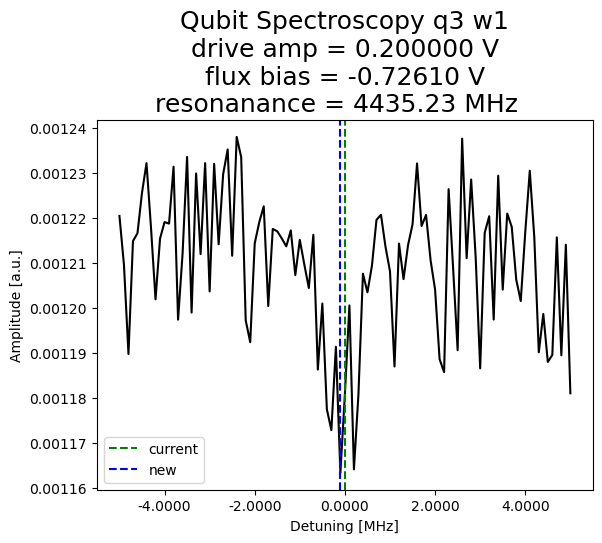 Qubit Spectroscopy q3 w1
drive amp = 0.200000 V
flux bias = -0.72610 V
resonanance = 4435.23 MHz
0.00124
0.00123
0.00122
0.00121
0.00120
0.00119
0.00118
0.00117
0.00116
Amplitude [a.u.]
current
new
-4.0000 -2.0000 0.0000 2.0000 4.0000
Detuning [MHz]